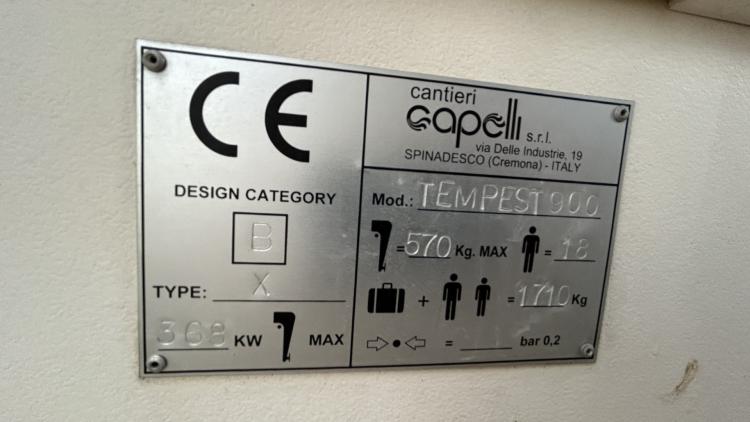 CE
DESIGN CATEGORY
B
TYPE: X
368 KW MAX
cantieri
capelli s.r.l.
via Delle Industrie, 19
SPINADESCO (Cremona) - ITALY
Mod.: TEMPEST 900
=570 Kg. MAX = 18
+ = 1710 Kg
= bar 0,2